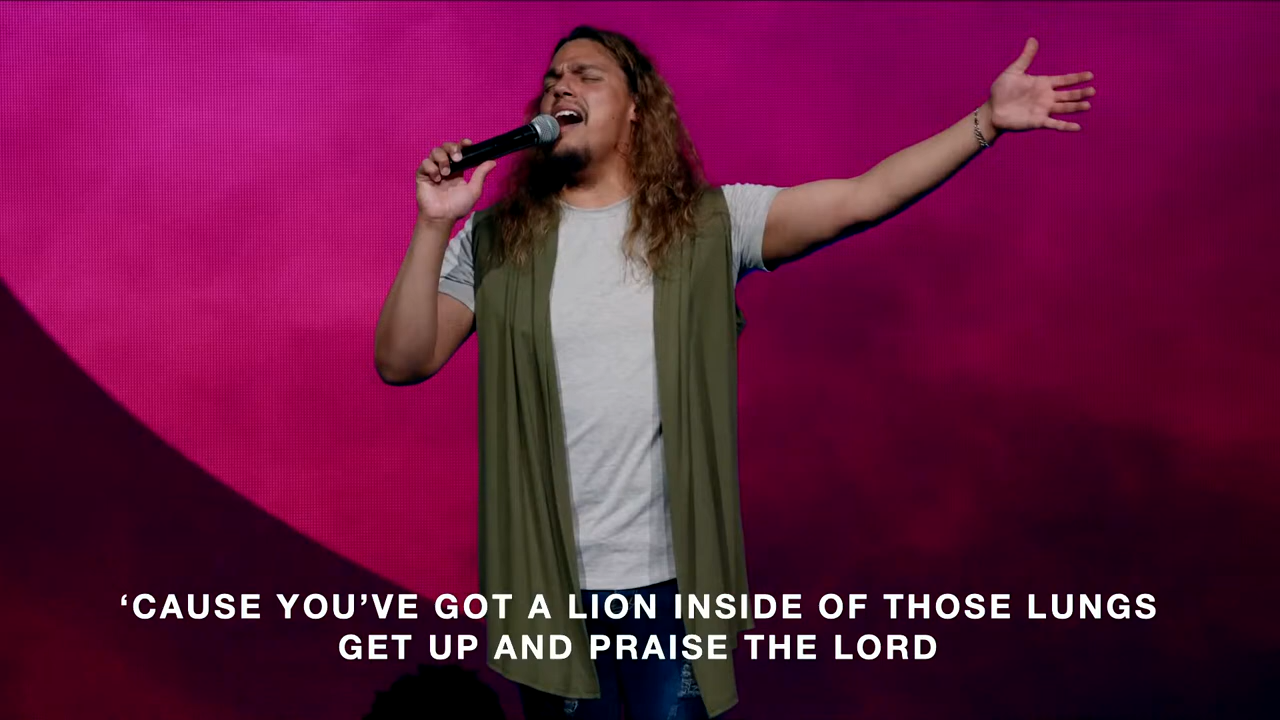 ‘CAUSE YOU’VE GOT A LION INSIDE OF THOSE LUNGS
GET UP AND PRAISE THE LORD